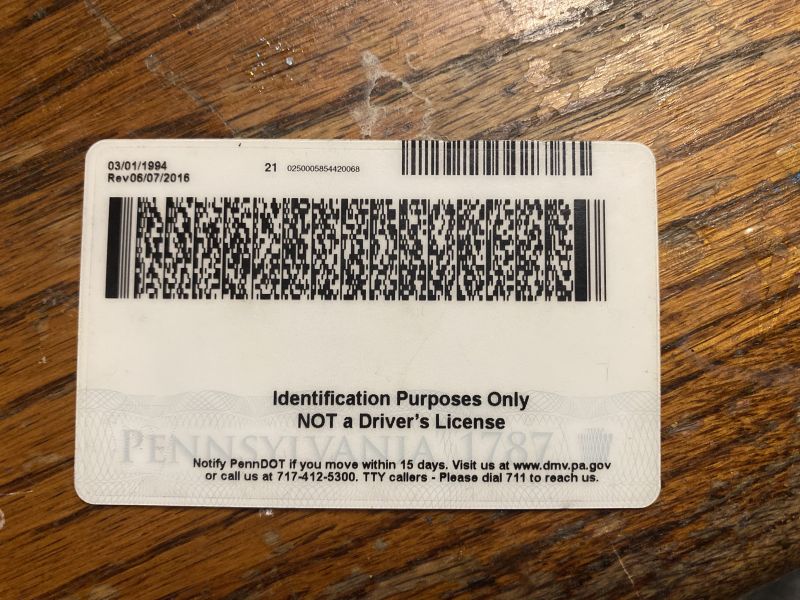 03/01/1994
Rev06/07/2016
21 0250005854420068
Identification Purposes Only
NOT a Driver's License
PENNSYLVANIA 1787
Notify PennDOT if you move within 15 days. Visit us at www.dmv.pa.gov
or call us at 717-412-5300. TTY callers - Please dial 711 to reach us.